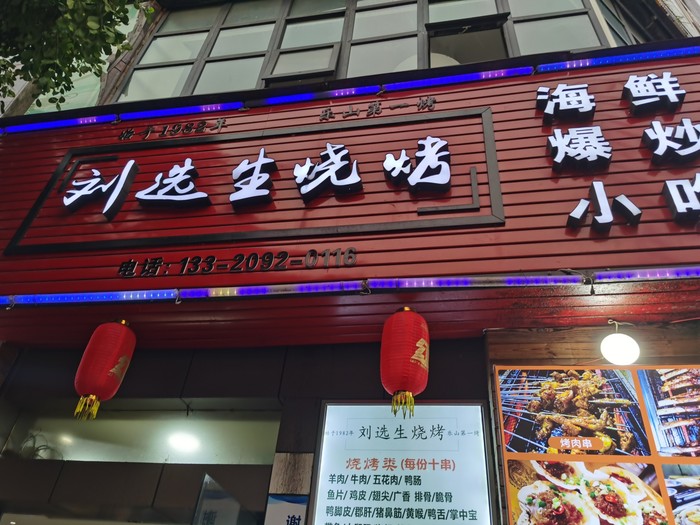 始于1982年
乐山第一烤
刘选生烧烤
电话:133-2092-0116
海鲜
爆炒
小吃
始于1982年 刘选生烧烤 乐山第一烤
烧烤类(每份十串)
羊肉/牛肉/五花肉/鸭肠
鱼片/鸡皮/翅尖/广香 排骨/脆骨
鸭脚皮/郡肝/猪鼻筋/黄喉/鸭舌/掌中宝
烤肉串
谢